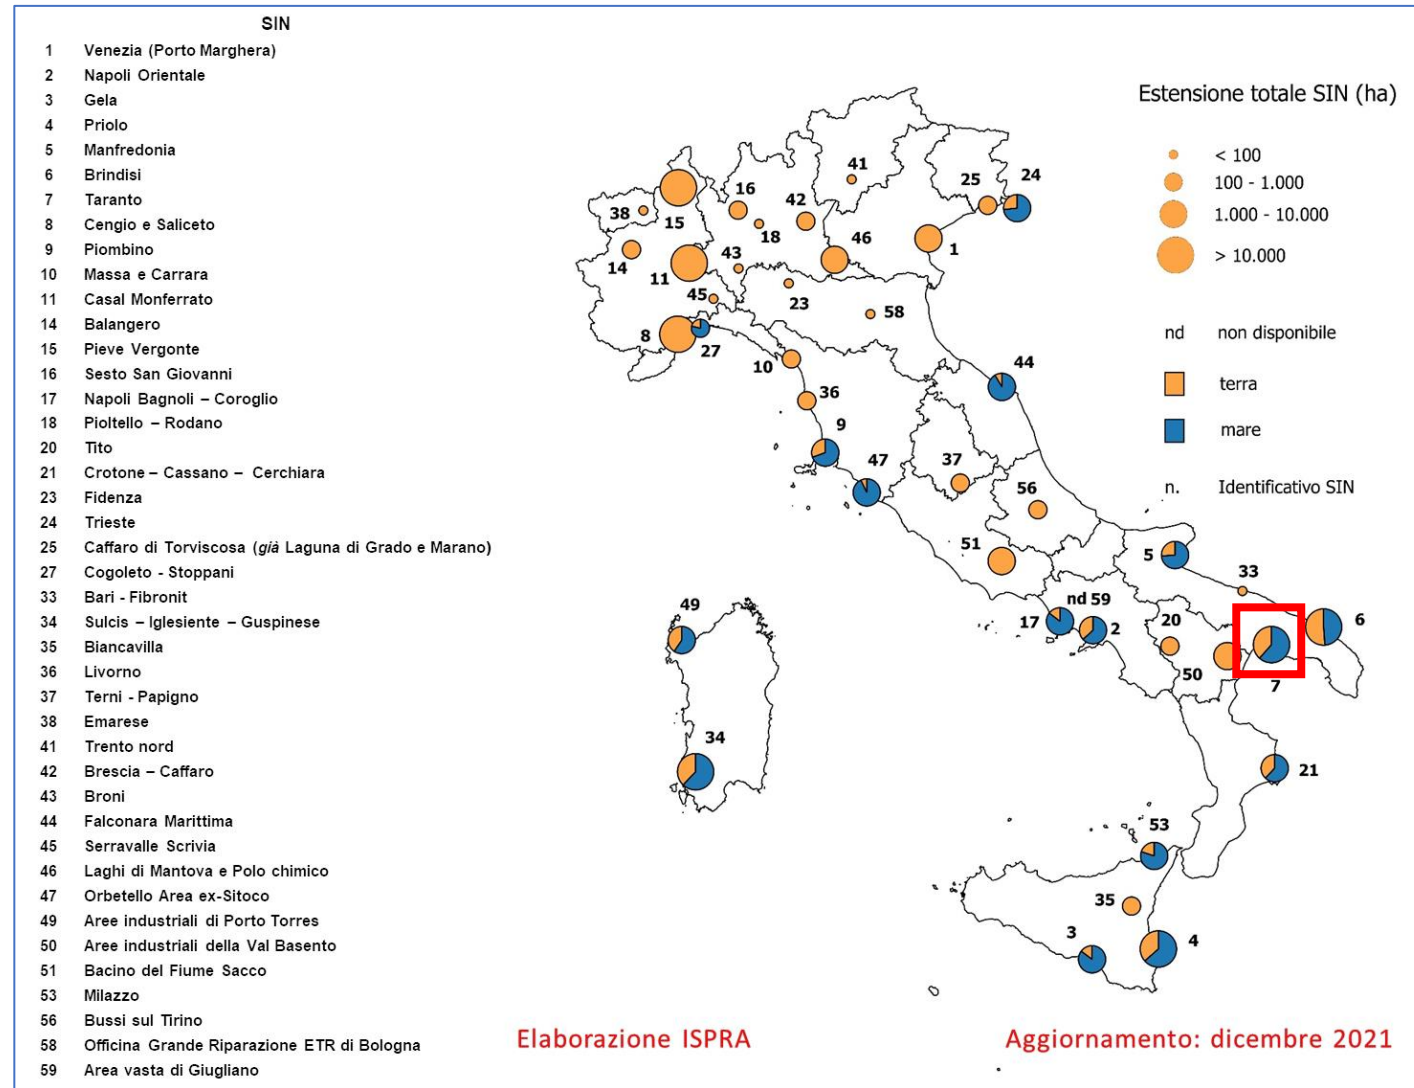 SIN
1 Venezia (Porto Marghera)
2 Napoli Orientale
3 Gela
4 Priolo
5 Manfredonia
6 Brindisi
7 Taranto
8 Cengio e Saliceto
9 Piombino
10 Massa e Carrara
11 Casal Monferrato
14 Balangero
15 Pieve Vergonte
16 Sesto San Giovanni
17 Napoli Bagnoli – Coroglio
18 Pioltello – Rodano
20 Tito
21 Crotone – Cassano – Cerchiara
23 Fidenza
24 Trieste
25 Caffaro di Torviscosa (già Laguna di Grado e Marano)
27 Cogoleto - Stoppani
33 Bari - Fibronit
34 Sulcis – Iglesiente – Guspinese
35 Biancavilla
36 Livorno
37 Terni - Papigno
38 Emarese
41 Trento nord
42 Brescia – Caffaro
43 Broni
44 Falconara Marittima
45 Serravalle Scrivia
46 Laghi di Mantova e Polo chimico
47 Orbetello Area ex-Sitoco
49 Aree industriali di Porto Torres
50 Aree industriali della Val Basento
51 Bacino del Fiume Sacco
53 Milazzo
56 Bussi sul Tirino
58 Officina Grande Riparazione ETR di Bologna
59 Area vasta di Giugliano
Estensione totale SIN (ha)
< 100
100 - 1.000
1.000 - 10.000
> 10.000
nd non disponibile
terra
mare
n. Identificativo SIN
41
24
25
16
42
38
15
18
46
1
14
11
43
45
23
58
8
27
10
44
36
9
47
37
56
51
5
33
49
nd 59
17
2
20
6
50
7
34
21
53
35
3
4
Elaborazione ISPRA
Aggiornamento: dicembre 2021